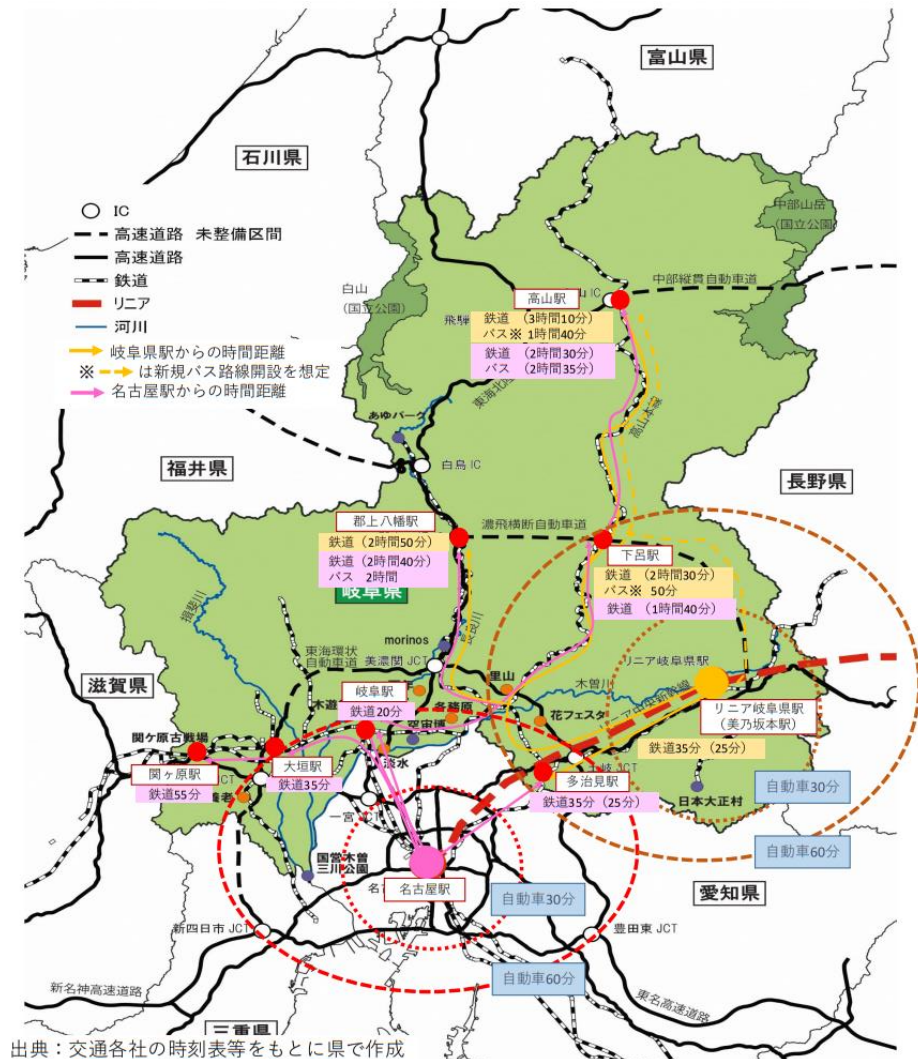 富山県
石川県
IC
高速道路 未整備区間
高速道路
鉄道
リニア
河川
岐阜県駅からの時間距離
※ は新規バス路線開設を想定
名古屋駅からの時間距離
中部山岳
(国立公園)
白山
(国立公園)
高山駅
IC
中部縦貫自動車道
鉄道 (3時間10分)
バス※ 1時間40分
鉄道 (2時間30分)
バス (2時間35分)
高山本線
あゆパーク
白鳥 IC
福井県
長野県
郡上八幡駅
濃飛横断自動車道
鉄道 (2時間50分)
鉄道 (2時間40分)
バス 2時間
下呂駅
鉄道 (2時間30分)
バス※ 50分
鉄道 (1時間40分)
岐阜県
揖斐川
長良川
morinos
東海環状
自動車道
美濃関 JCT
里山
木曽川
リニア岐阜県駅
滋賀県
岐阜駅
鉄道20分
各務原
花フェスタ
空宙博
リニア岐阜県駅
(美乃坂本駅)
鉄道35分 (25分)
関ヶ原古戦場
関ヶ原駅
鉄道55分
大垣駅
鉄道35分
養老
淡水
一宮 JCT
多治見駅
鉄道35分 (25分)
日本大正村
自動車30分
自動車60分
国営木曽
三川公園
名古屋駅
自動車30分
愛知県
新四日市 JCT
豊田東 JCT
自動車60分
新名神高速道路
東名高速道路
三重県
出典：交通各社の時刻表等をもとに県で作成